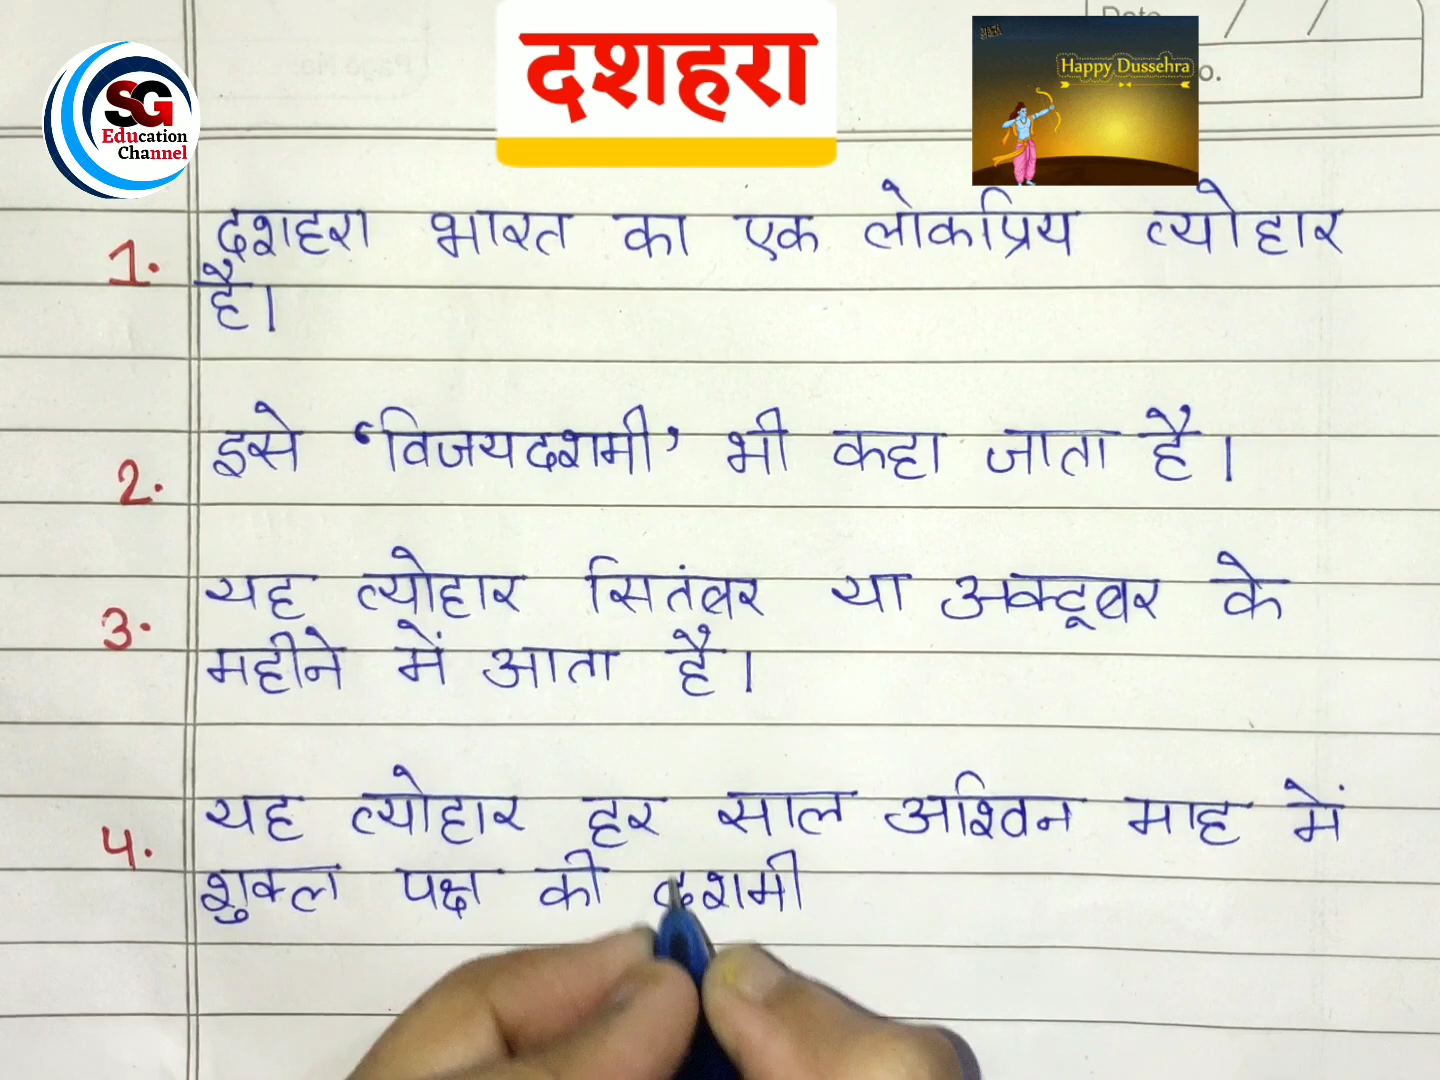 दशहरा
SG
Education
Channel
Happy Dussehra
Date
o.
1. दशहरा भारत का एक लोकप्रिय त्योहार
है।
2. इसे ‘विजयदशमी’ भी कहा जाता है।
3. यह त्योहार सितंबर या अक्टूबर के
महीने में आता है।
4. यह त्योहार हर साल अश्विन माह में
शुक्ल पक्ष की दशमी